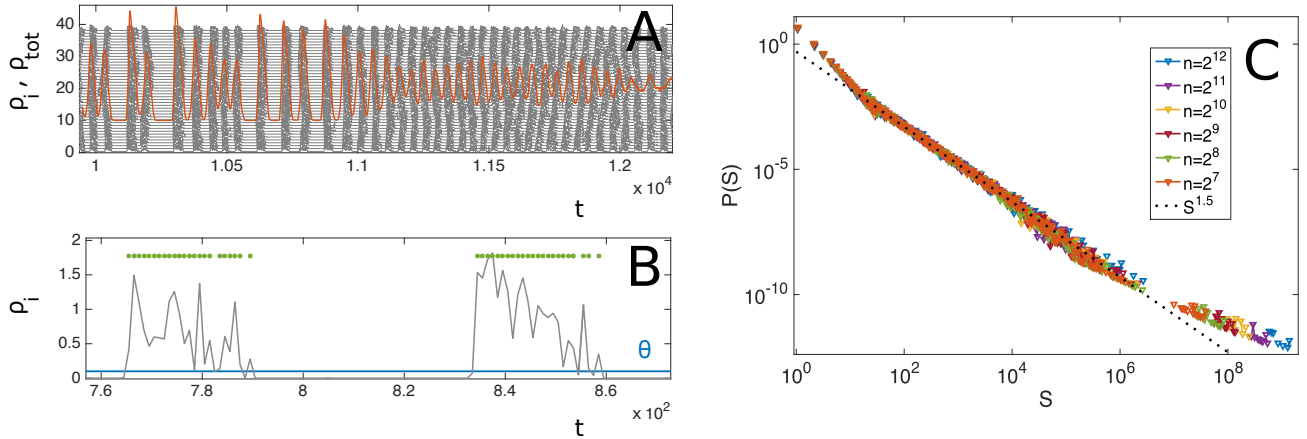 A
ρi , ρtot
40
30
20
10
0
1 1.05 1.1 1.15 1.2
x 10^4
t
B
ρi
2
1.5
1
0.5
0
θ
7.6 7.8 8 8.2 8.4 8.6
x 10^2
t
C
P(S)
10^0
10^-5
10^-10
n=2^12
n=2^11
n=2^10
n=2^9
n=2^8
n=2^7
S^1.5
10^0 10^2 10^4 10^6 10^8
S